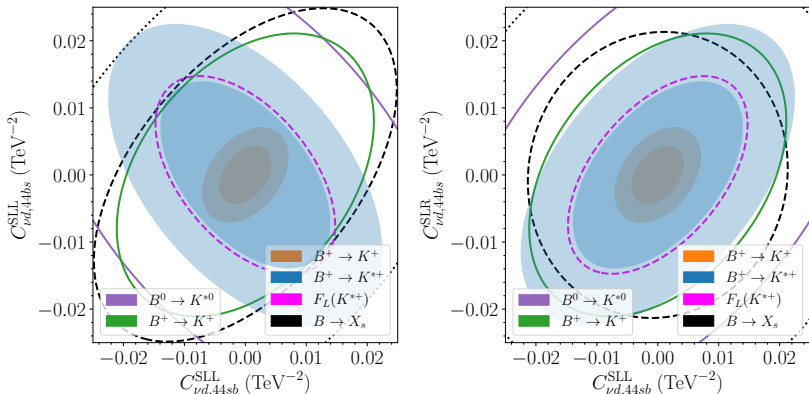 0.02
0.01
0.00
−0.01
−0.02
C^{SLL}_{νd,44bs} (TeV^{−2})
−0.02 −0.01 0.00 0.01 0.02
C^{SLL}_{νd,44sb} (TeV^{−2})
B^0 → K^{*0}
B^+ → K^+
B^+ → K^+
B^+ → K^{*+}
F_L(K^{*+})
B → X_s
0.02
0.01
0.00
−0.01
−0.02
C^{SLR}_{νd,44bs} (TeV^{−2})
−0.02 −0.01 0.00 0.01 0.02
C^{SLL}_{νd,44sb} (TeV^{−2})
B^0 → K^{*0}
B^+ → K^+
B^+ → K^+
B^+ → K^{*+}
F_L(K^{*+})
B → X_s